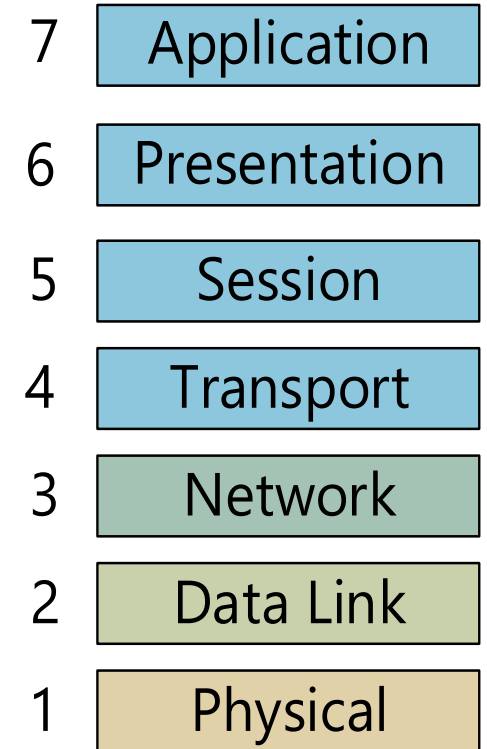 7 Application
6 Presentation
5 Session
4 Transport
3 Network
2 Data Link
1 Physical